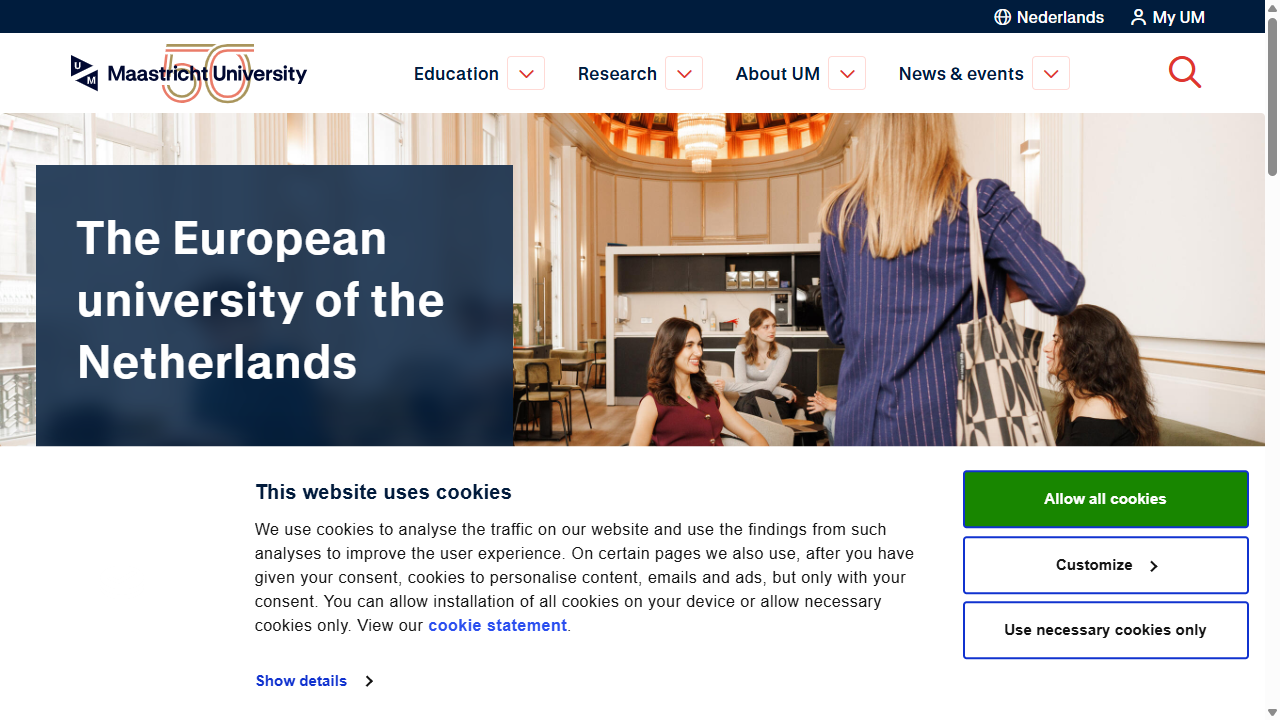 Nederlands
My UM
UM
50
Maastricht University
Education
Research
About UM
News & events
The European
university of the
Netherlands
This website uses cookies
We use cookies to analyse the traffic on our website and use the findings from such
analyses to improve the user experience. On certain pages we also use, after you have
given your consent, cookies to personalise content, emails and ads, but only with your
consent. You can allow installation of all cookies on your device or allow necessary
cookies only. View our cookie statement.
Show details
Allow all cookies
Customize
Use necessary cookies only